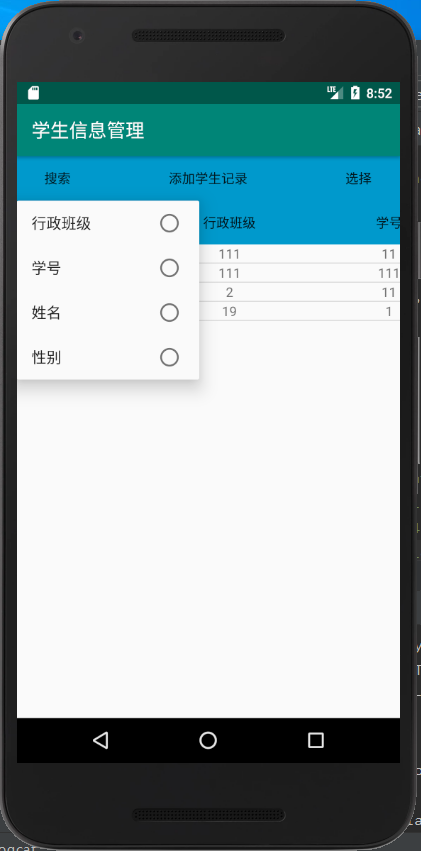 LTE 8:52
学生信息管理
搜索 添加学生记录 选择
行政班级 行政班级 学号
学号 111 11
姓名 111 111
性别 2 11
19 1
ogcat